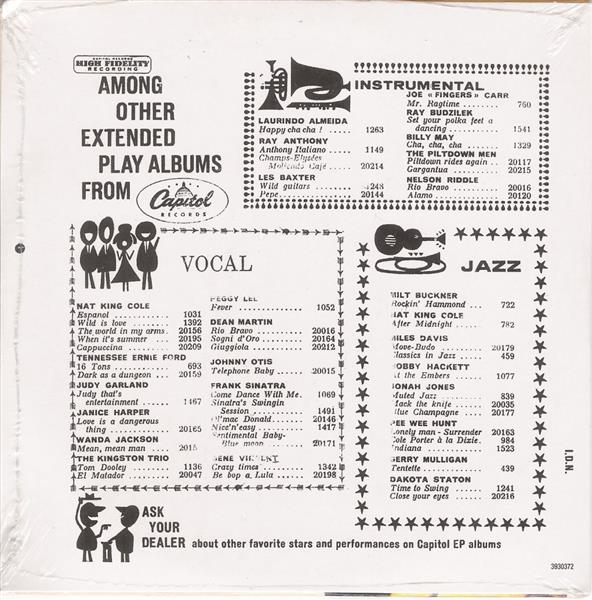 CAPITOL RECORDS
HIGH FIDELITY
RECORDING
AMONG
OTHER
EXTENDED
PLAY ALBUMS
FROM
Capitol
RECORDS
INSTRUMENTAL
LAURINDO ALMEIDA
Happy cha cha ! ..... 1263
RAY ANTHONY
Anthony Italiano .... 1149
Champs-Elysées
Café ..... 20214
LES BAXTER
Wild guitars ..... 1248
Pepe ..... 20144
JOE « FINGERS » CARR
Mr. Ragtime ........ 760
RAY BUDZILEK
Set your polka feet a
dancing ......... 1541
BILLY MAY
Cha, cha, cha ...... 1329
THE PILTDOWN MEN
Piltdown rides again . 20117
Gargantua ........ 20215
NELSON RIDDLE
Rio Bravo ........ 20016
Alamo ........... 20120
VOCAL
NAT KING COLE
Espanol ......... 1031
Wild is love ....... 1392
The world in my arms . 20156
When it's summer ... 20195
Cappuccina ....... 20209
TENNESSEE ERNIE FORD
16 Tons .......... 693
Dark as a dungeon ... 20159
JUDY GARLAND
Judy that's
entertainment ...... 1467
JANICE HARPER
Love is a dangerous
thing .......... 20165
WANDA JACKSON
Mean, mean man ....
THE KINGSTON TRIO
Tom Dooley ....... 1136
El Matador ....... 20047
PEGGY LEE
Fever ........... 1052
DEAN MARTIN
Rio Bravo ........ 20016
Sogni d'Oro ....... 20164
Giuggiola ........ 20212
JOHNNY OTIS
Telephone Baby .... 20015
FRANK SINATRA
Come Dance With Me . 1069
Sinatra's Swingin
Session ......... 1491
Ol'mac Donald ..... 20146
Nice'n'easy ....... 1417
Sentimental Baby-
Blue moon ....... 20171
GENE VINCENT
Crazy times ....... 1342
Be bop a, Lula .... 20198
JAZZ
MILT BUCKNER
Rockin' Hammond ... 722
NAT KING COLE
After Midnight ..... 782
MILES DAVIS
Move-Budo ....... 20179
Classics in Jazz .... 459
BOBBY HACKETT
At the Embers ..... 1077
JONAH JONES
Muted Jazz ....... 839
Mack the knife ..... 20035
Blue Champagne .... 20177
PEE WEE HUNT
Lonely man - Surrender 20163
Cole Porter à la Dixie . 984
Indiana .......... 1523
GERRY MULLIGAN
Tentette ......... 439
DAKOTA STATON
Time to Swing ..... 1241
Close your eyes .... 20216
I.D.N.
ASK
YOUR
DEALER about other favorite stars and performances on Capitol EP albums
3930372